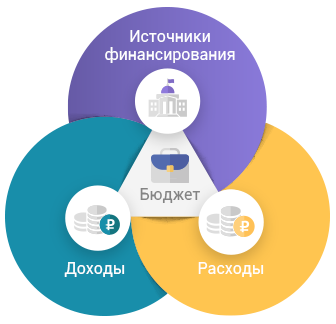 Источники
финансирования
Бюджет
₽
₽
Доходы
Расходы